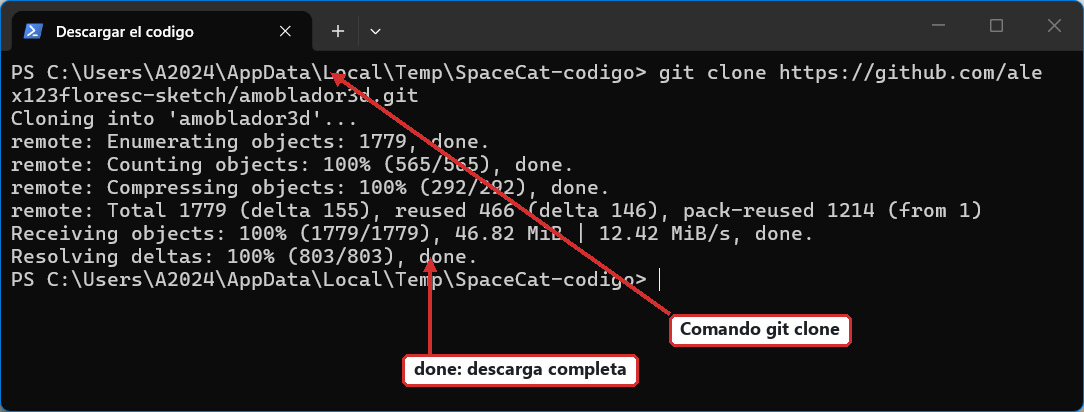 Descargar el codigo
PS C:\Users\A2024\AppData\Local\Temp\SpaceCat-codigo> git clone https://github.com/ale
x123floresc-sketch/amoblador3d.git
Cloning into 'amoblador3d'...
remote: Enumerating objects: 1779, done.
remote: Counting objects: 100% (565/565), done.
remote: Compressing objects: 100% (292/292), done.
remote: Total 1779 (delta 155), reused 466 (delta 146), pack-reused 1214 (from 1)
Receiving objects: 100% (1779/1779), 46.82 MiB | 12.42 MiB/s, done.
Resolving deltas: 100% (803/803), done.
PS C:\Users\A2024\AppData\Local\Temp\SpaceCat-codigo>
Comando git clone
done: descarga completa